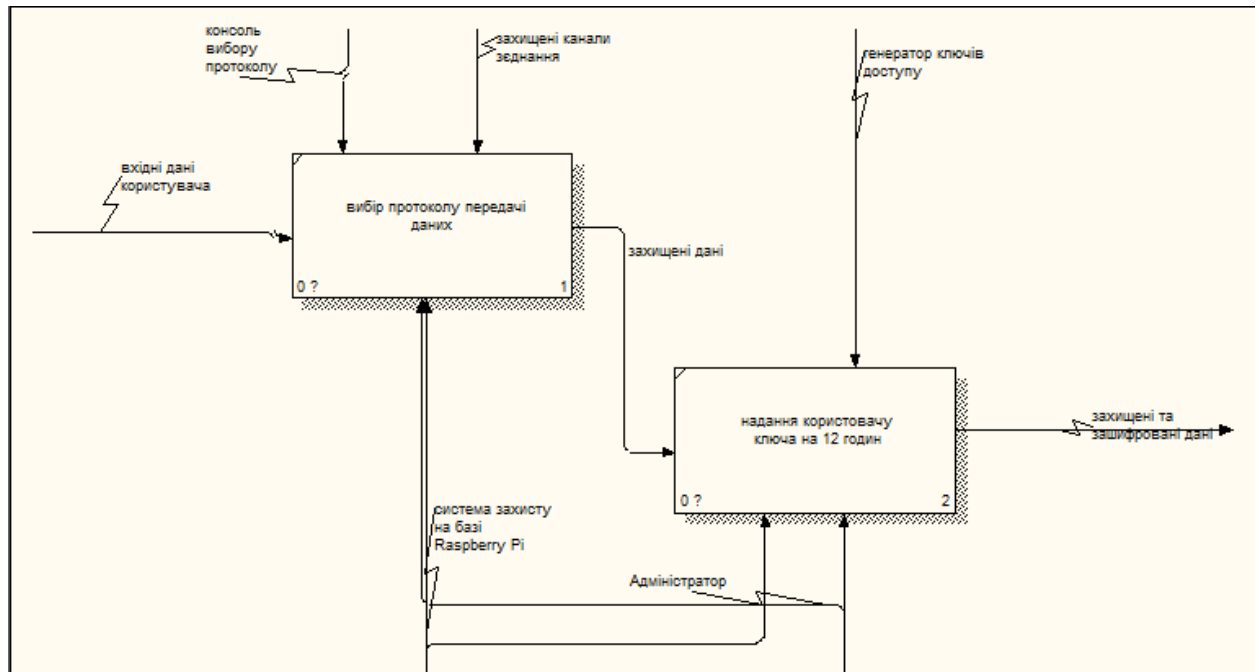 консоль
вибору
протоколу
захищені канали
зєднання
генератор ключів
доступу
вхідні дані
користувача
вибір протоколу передачі
даних
0 ?
1
захищені дані
надання користовачу
ключа на 12 годин
0 ?
2
захищені та
зашифровані дані
система захисту
на базі
Raspberry Pi
Адміністратор